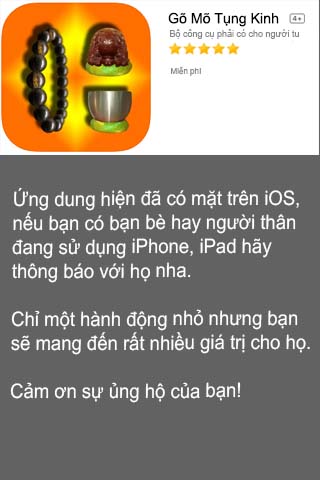 Gõ Mõ Tụng Kinh 4+
Bộ công cụ phải có cho người tu
Miễn phí
Ứng dung hiện đã có mặt trên iOS,
nếu bạn có bạn bè hay người thân
đang sử dụng iPhone, iPad hãy
thông báo với họ nha.
Chỉ một hành động nhỏ nhưng bạn
sẽ mang đến rất nhiều giá trị cho họ.
Cảm ơn sự ủng hộ của bạn!